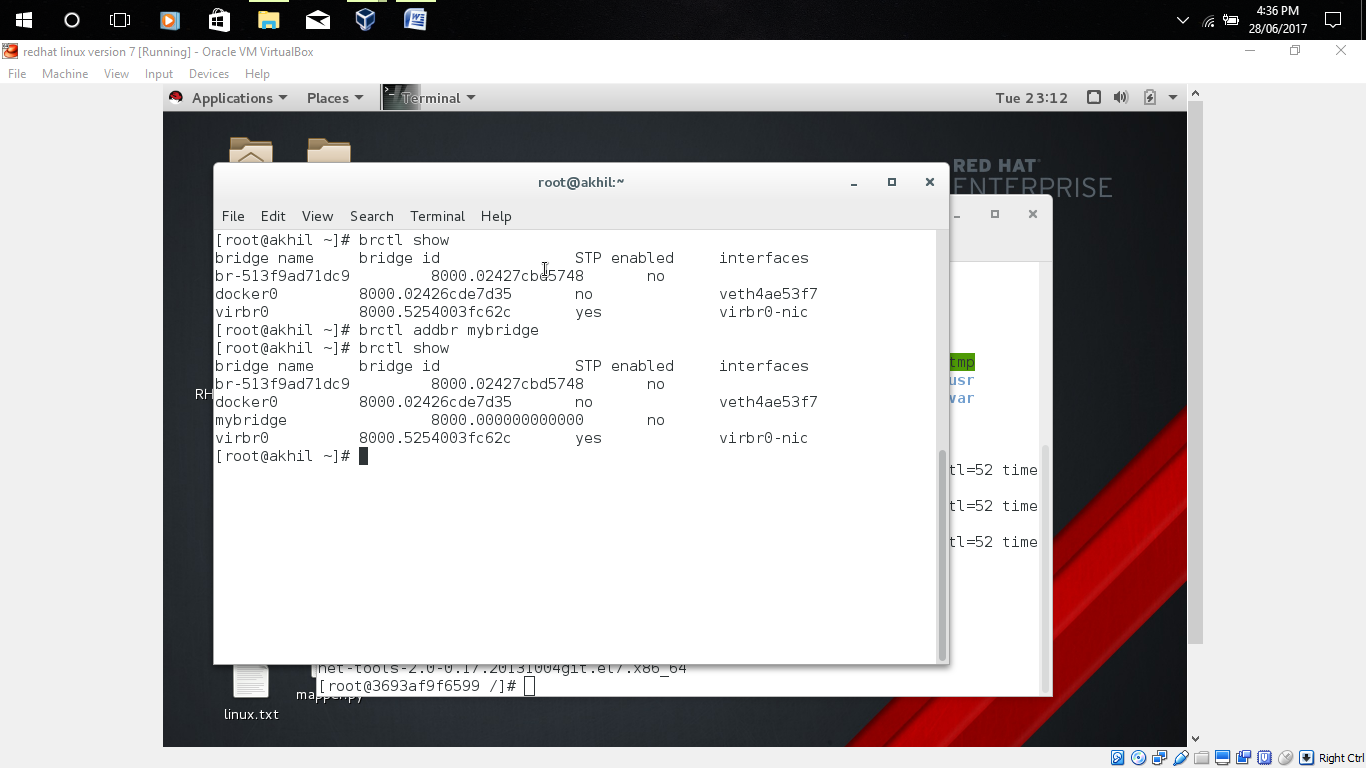 4:36 PM
28/06/2017
redhat linux version 7 [Running] - Oracle VM VirtualBox
File Machine View Input Devices Help
Applications Places Terminal Tue 23:12
RED HAT
ENTERPRISE
root@akhil:~
File Edit View Search Terminal Help
[root@akhil ~]# brctl show
bridge name bridge id STP enabled interfaces
br-513f9ad71dc9 8000.02427cbd5748 no
docker0 8000.02426cde7d35 no veth4ae53f7
virbr0 8000.5254003fc62c yes virbr0-nic
[root@akhil ~]# brctl addbr mybridge
[root@akhil ~]# brctl show
bridge name bridge id STP enabled interfaces
br-513f9ad71dc9 8000.02427cbd5748 no
docker0 8000.02426cde7d35 no veth4ae53f7
mybridge 8000.000000000000 no
virbr0 8000.5254003fc62c yes virbr0-nic
[root@akhil ~]#
tmp
usr
var
RH
tl=52 time
tl=52 time
tl=52 time
net-tools-2.0-0.17.20131004git.el7.x86_64
[root@3693af9f6599 /]#
mapper.py
linux.txt
Right Ctrl